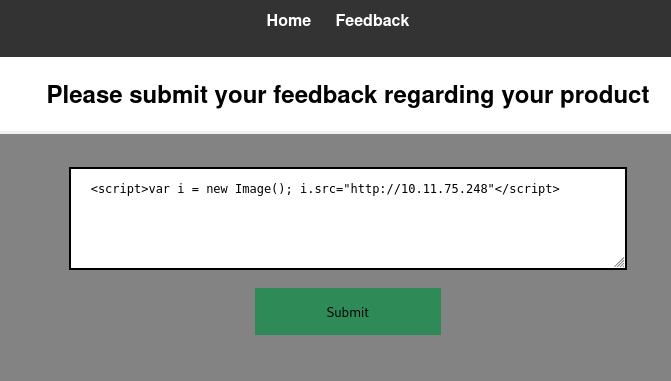 Home Feedback
Please submit your feedback regarding your product
<script>var i = new Image(); i.src="http://10.11.75.248"</script>
Submit